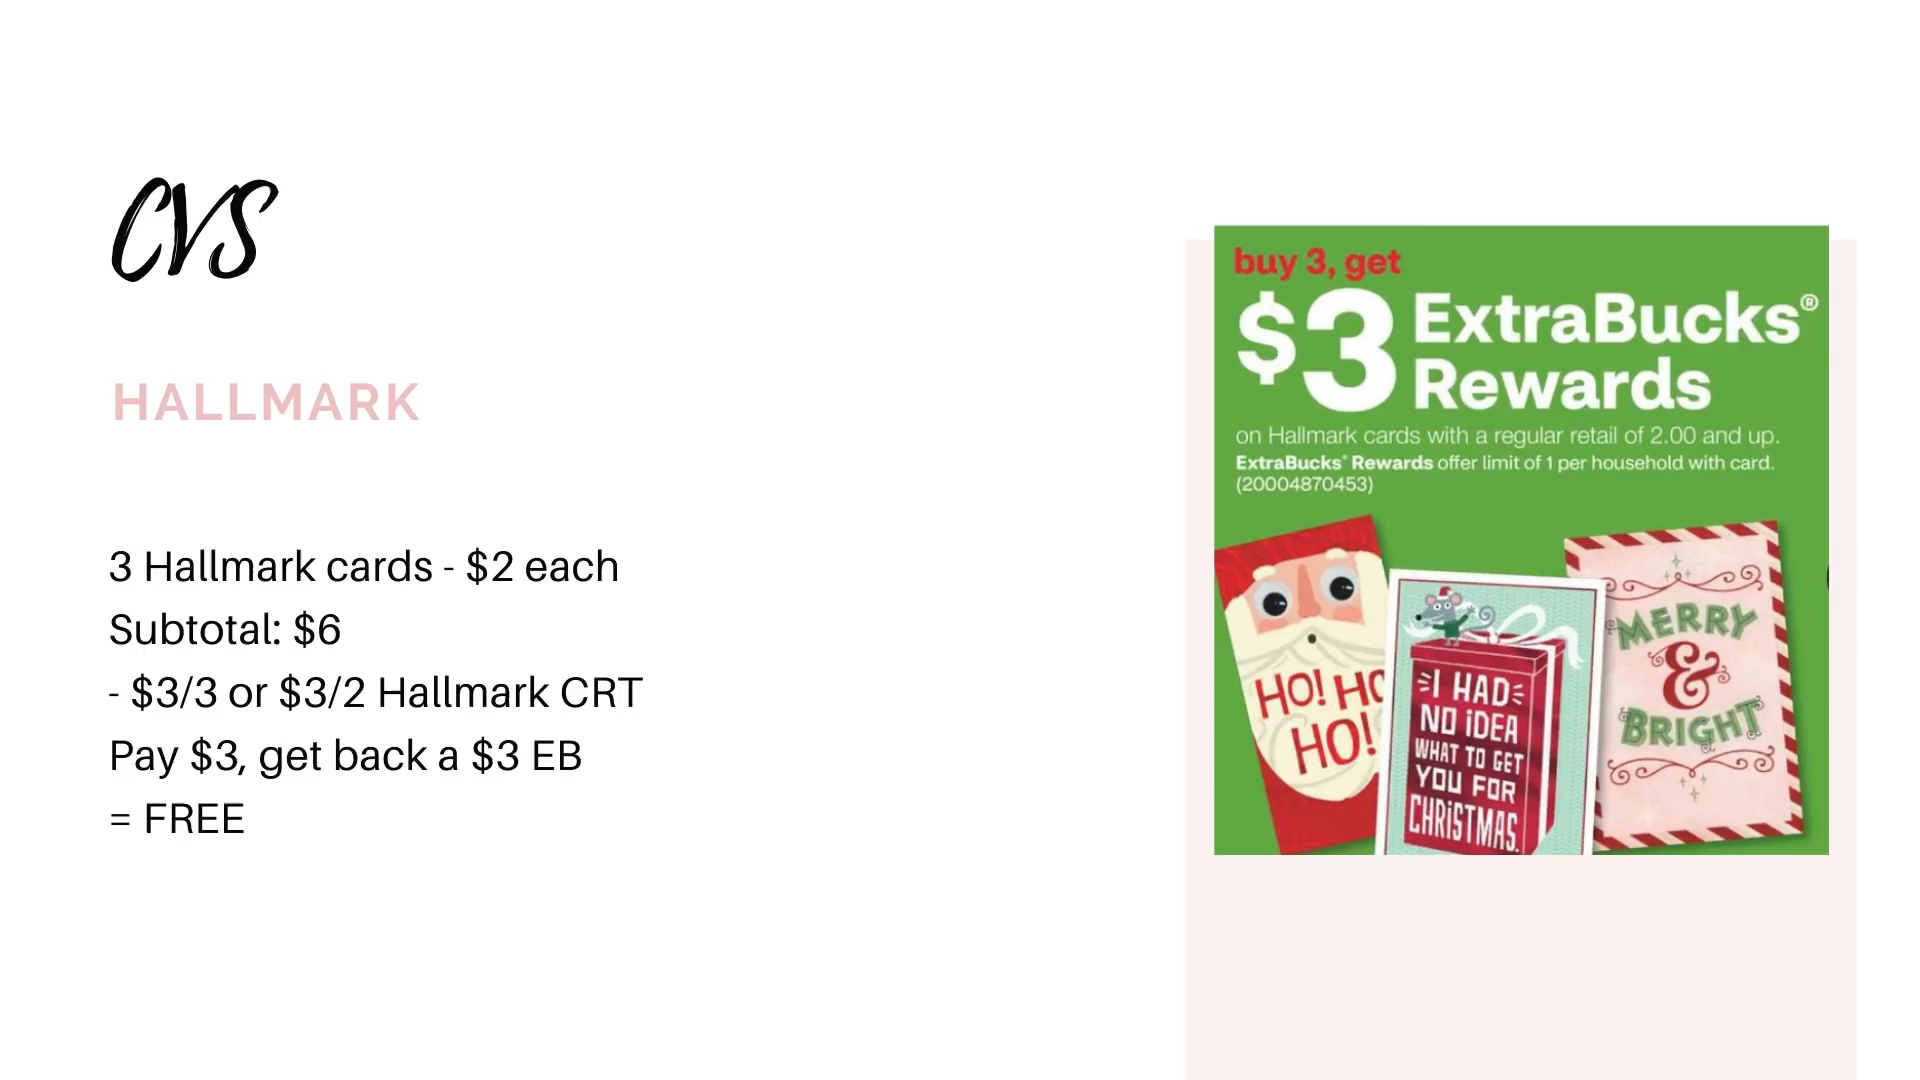 CVS
HALLMARK
3 Hallmark cards - $2 each
Subtotal: $6
- $3/3 or $3/2 Hallmark CRT
Pay $3, get back a $3 EB
= FREE
buy 3, get
$3 ExtraBucks®
Rewards
on Hallmark cards with a regular retail of 2.00 and up.
ExtraBucks® Rewards offer limit of 1 per household with card.
(20004870453)
HO! HO
HO!
I HAD
NO iDEA
WHAT TO GET
YOU FOR
CHRiSTMAS.
MERRY
&
BRIGHT